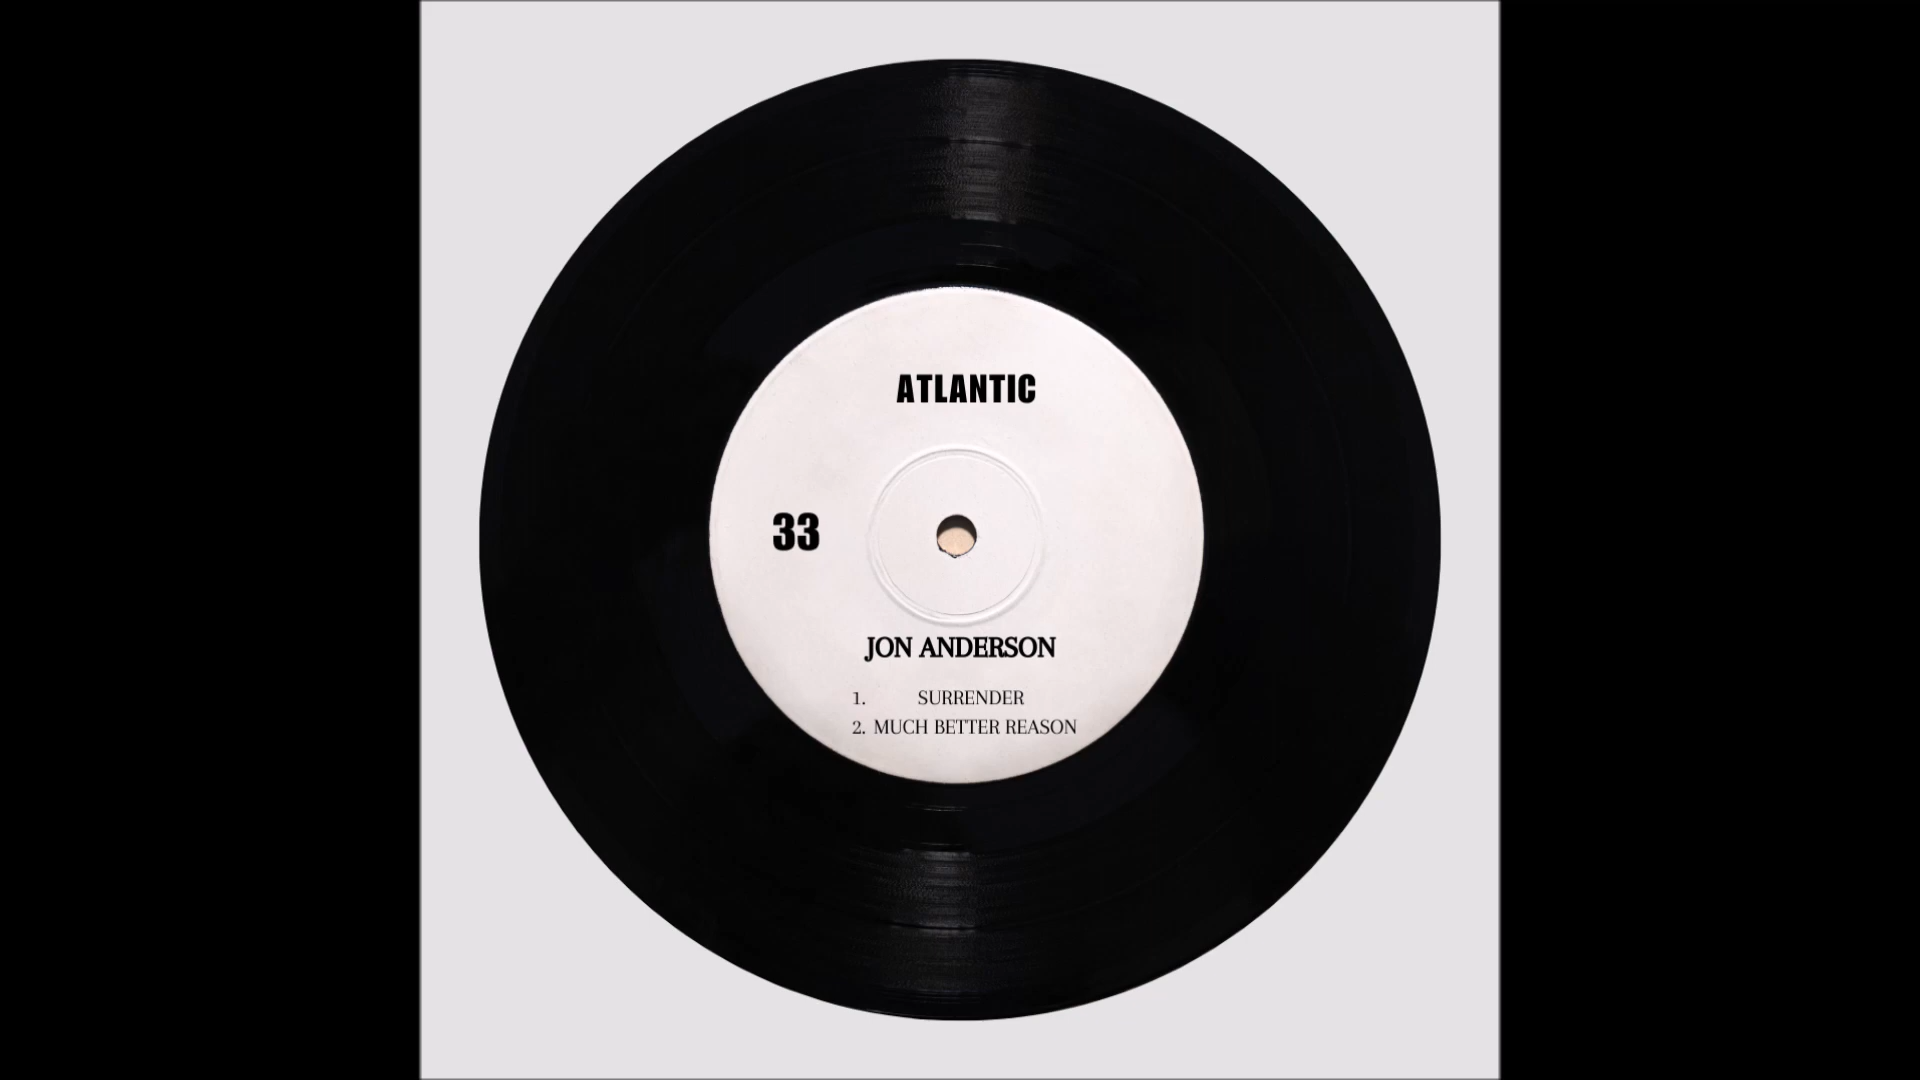 ATLANTIC
33
JON ANDERSON
1. SURRENDER
2. MUCH BETTER REASON